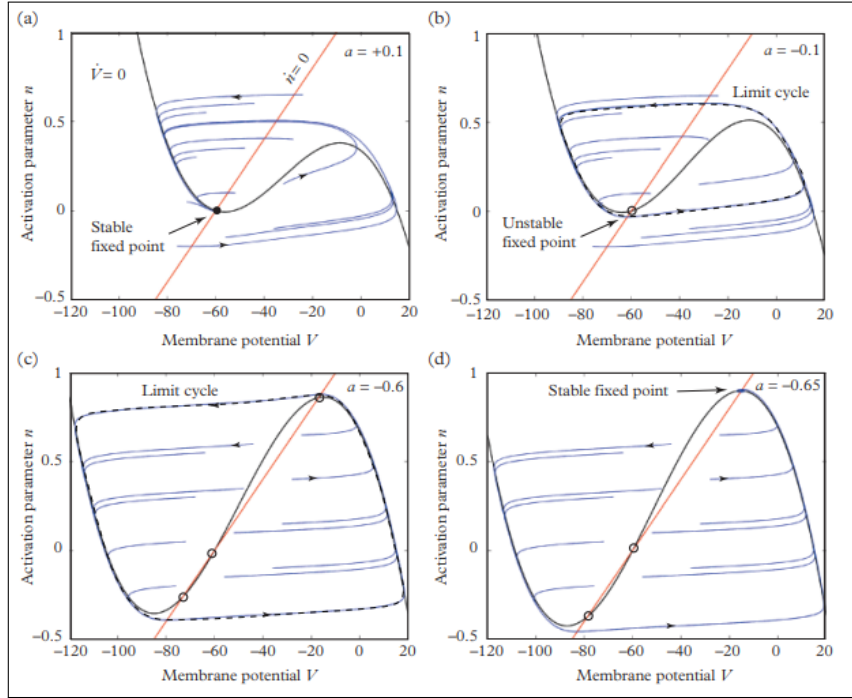 (a)
1
V̇ = 0
ṅ = 0
a = +0.1
Activation parameter n
0.5
0
Stable
fixed point
−0.5
−120 −100 −80 −60 −40 −20 0 20
Membrane potential V
(b)
1
a = −0.1
Limit cycle
Activation parameter n
0.5
0
Unstable
fixed point
−0.5
−120 −100 −80 −60 −40 −20 0 20
Membrane potential V
(c)
1
Limit cycle
a = −0.6
Activation parameter n
0.5
0
−0.5
−120 −100 −80 −60 −40 −20 0 20
Membrane potential V
(d)
1
Stable fixed point
a = −0.65
Activation parameter n
0.5
0
−0.5
−120 −100 −80 −60 −40 −20 0 20
Membrane potential V